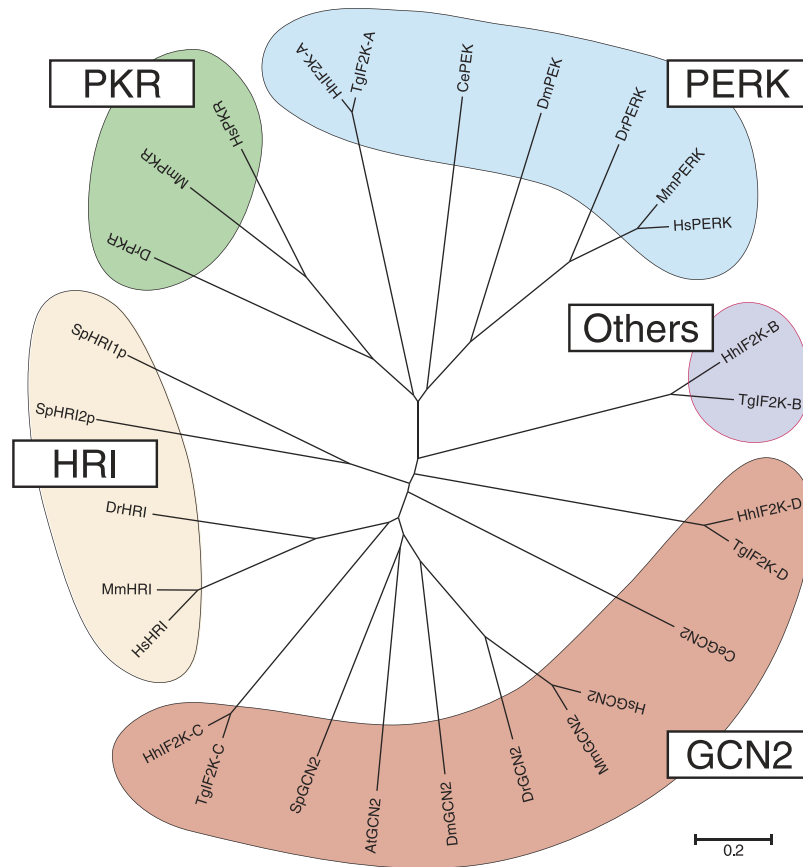 PKR
HsPKR
MmPKR
DrPKR
PERK
HhIF2K-A
TgIF2K-A
CePEK
DmPEK
DrPERK
MmPERK
HsPERK
Others
HhIF2K-B
TgIF2K-B
HRI
SpHRI1p
SpHRI2p
DrHRI
MmHRI
HsHRI
GCN2
HhIF2K-D
TgIF2K-D
CeGCN2
HsGCN2
MmGCN2
DrGCN2
DmGCN2
AtGCN2
SpGCN2
TgIF2K-C
HhIF2K-C
0.2